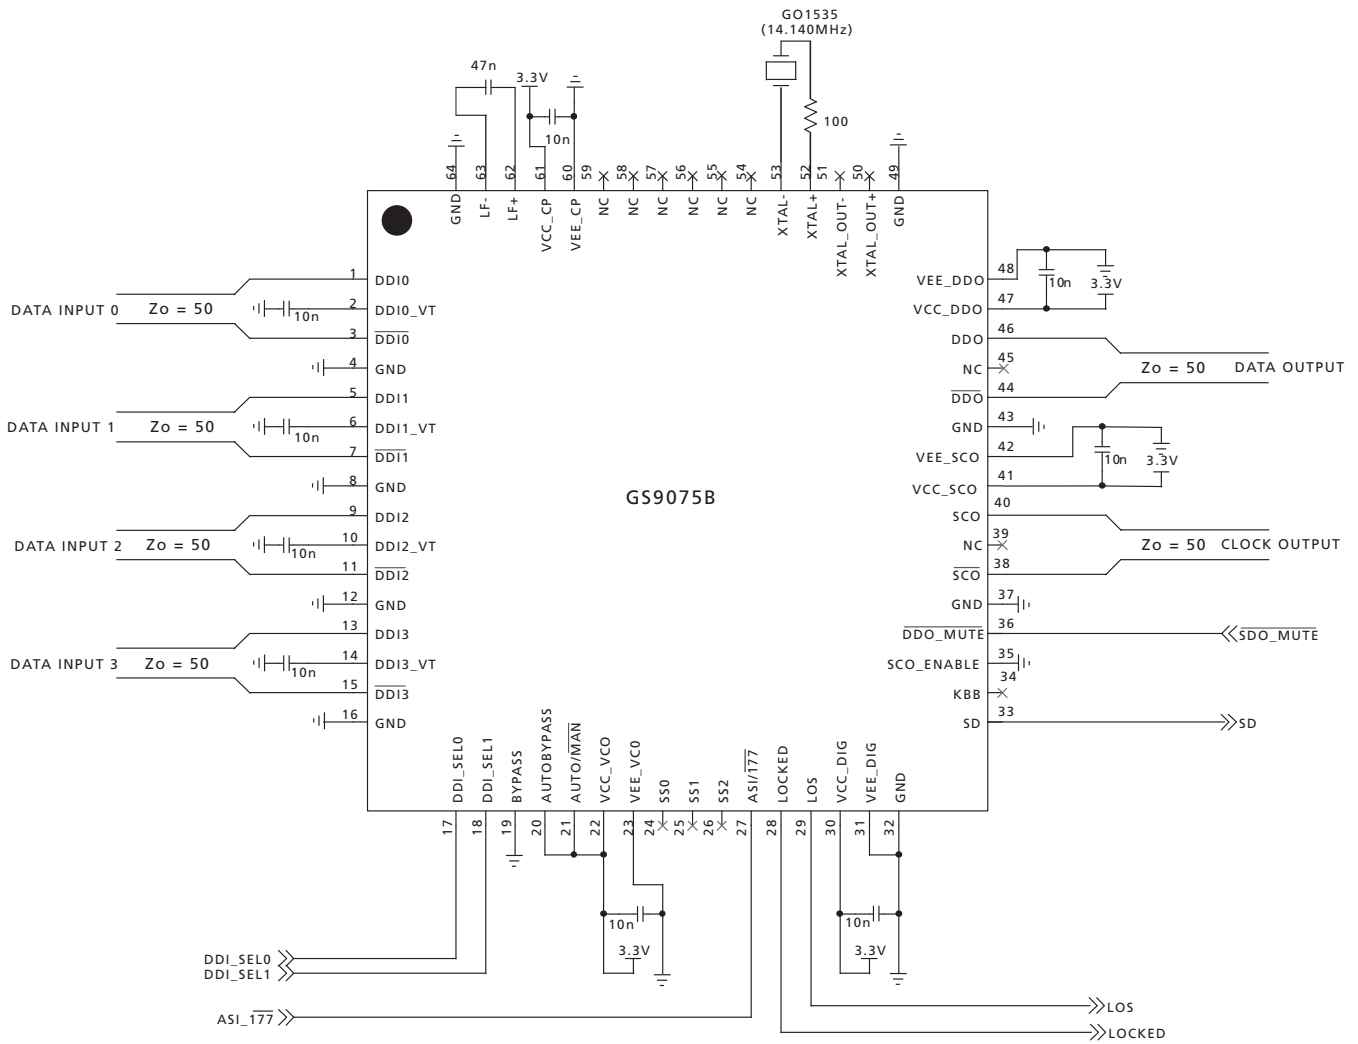 GO1535
(14.140MHz)
47n
3.3V
10n
100
64
63
62
61
60
59
58
57
56
55
54
53
52
51
50
49
GND
LF-
LF+
VCC_CP
VEE_CP
NC
NC
NC
NC
NC
NC
XTAL-
XTAL+
XTAL_OUT-
XTAL_OUT+
GND
DATA INPUT 0
Zo = 50
10n
1
DDI0
2
DDI0_VT
3
DDI0
4
GND
DATA INPUT 1
Zo = 50
10n
5
DDI1
6
DDI1_VT
7
DDI1
8
GND
DATA INPUT 2
Zo = 50
10n
9
DDI2
10
DDI2_VT
11
DDI2
12
GND
DATA INPUT 3
Zo = 50
10n
13
DDI3
14
DDI3_VT
15
DDI3
16
GND
GS9075B
VEE_DDO
48
10n
3.3V
VCC_DDO
47
DDO
46
NC
45
Zo = 50
DATA OUTPUT
DDO
44
GND
43
VEE_SCO
42
10n
3.3V
VCC_SCO
41
SCO
40
NC
39
Zo = 50
CLOCK OUTPUT
SCO
38
GND
37
DDO_MUTE
36
SDO_MUTE
SCO_ENABLE
35
KBB
34
SD
33
SD
DDI_SEL0
DDI_SEL1
BYPASS
AUTOBYPASS
AUTO/MAN
VCC_VCO
VEE_VC0
SS0
SS1
SS2
ASI/177
LOCKED
LOS
VCC_DIG
VEE_DIG
GND
17
18
19
20
21
22
23
24
25
26
27
28
29
30
31
32
10n
3.3V
10n
3.3V
DDI_SEL0
DDI_SEL1
ASI_177
LOS
LOCKED